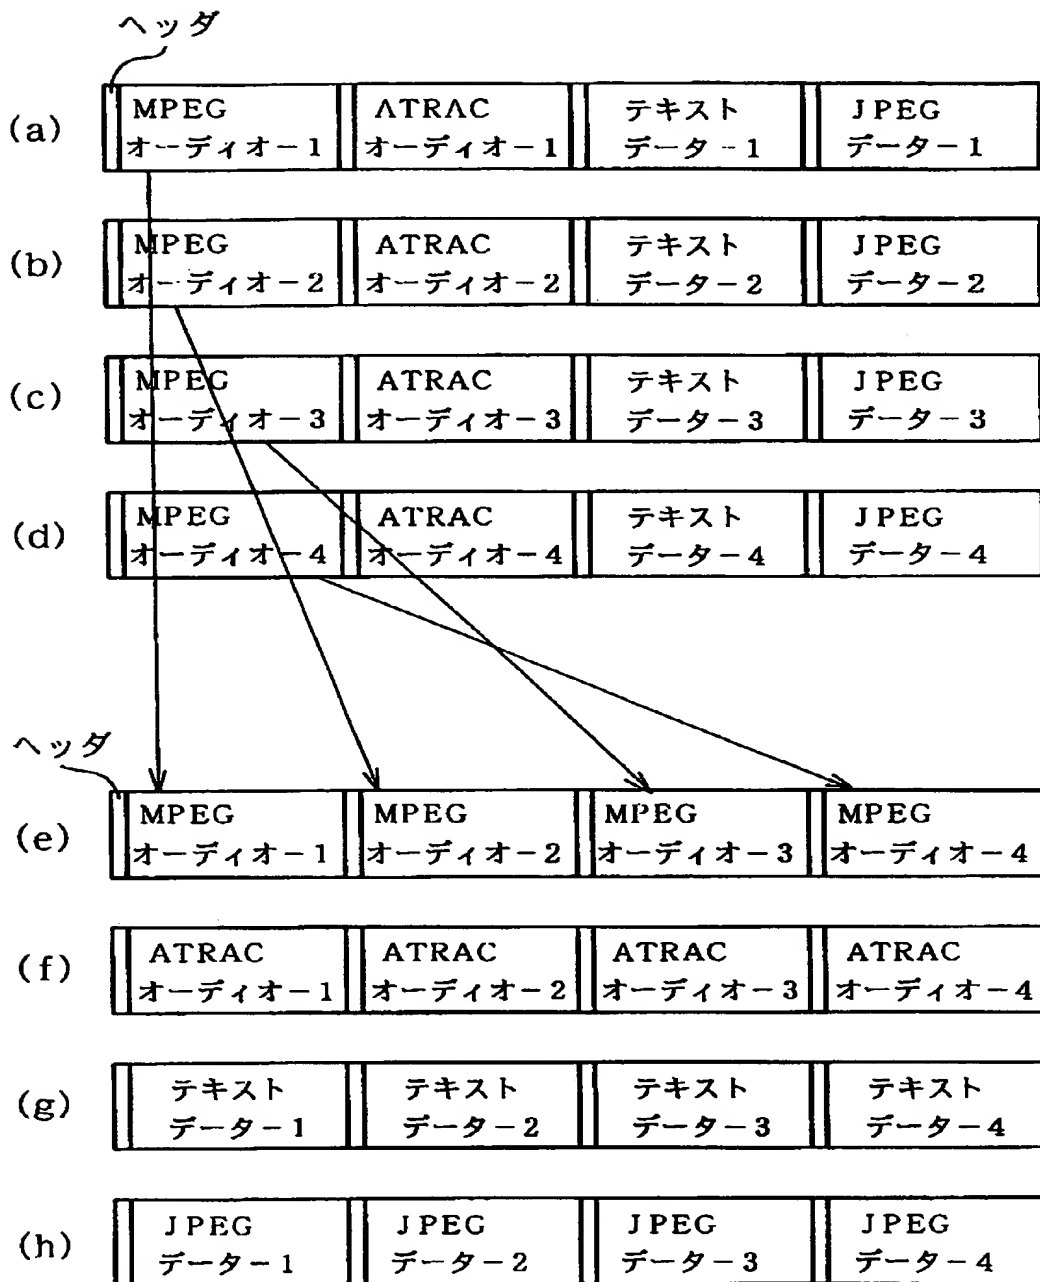 ヘッダ
(a) MPEG ATRAC テキスト JPEG
オーディオ-1 オーディオ-1 データ-1 データ-1
(b) MPEG ATRAC テキスト JPEG
オーディオ-2 オーディオ-2 データ-2 データ-2
(c) MPEG ATRAC テキスト JPEG
オーディオ-3 オーディオ-3 データ-3 データ-3
(d) MPEG ATRAC テキスト JPEG
オーディオ-4 オーディオ-4 データ-4 データ-4
ヘッダ
(e) MPEG MPEG MPEG MPEG
オーディオ-1 オーディオ-2 オーディオ-3 オーディオ-4
(f) ATRAC ATRAC ATRAC ATRAC
オーディオ-1 オーディオ-2 オーディオ-3 オーディオ-4
(g) テキスト テキスト テキスト テキスト
データ-1 データ-2 データ-3 データ-4
(h) JPEG JPEG JPEG JPEG
データ-1 データ-2 データ-3 データ-4